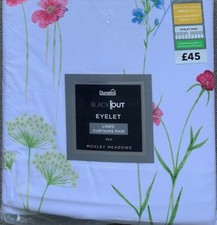 Dunelm
BLACKOUT
EYELET
LINED
CURTAINS PAIR
MOXLEY MEADOWS
£45